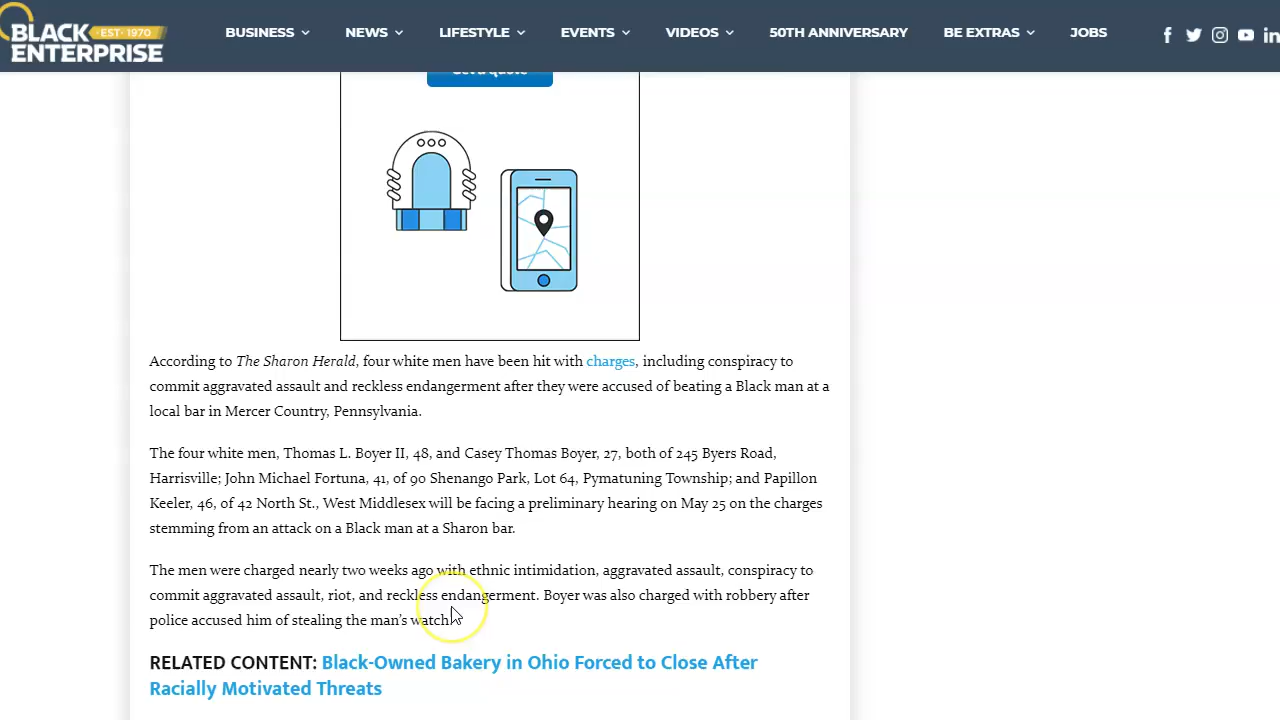 BLACK EST 1970
ENTERPRISE
BUSINESS NEWS LIFESTYLE EVENTS VIDEOS 50TH ANNIVERSARY BE EXTRAS JOBS
Get a quote
According to The Sharon Herald, four white men have been hit with charges, including conspiracy to
commit aggravated assault and reckless endangerment after they were accused of beating a Black man at a
local bar in Mercer Country, Pennsylvania.
The four white men, Thomas L. Boyer II, 48, and Casey Thomas Boyer, 27, both of 245 Byers Road,
Harrisville; John Michael Fortuna, 41, of 90 Shenango Park, Lot 64, Pymatuning Township; and Papillon
Keeler, 46, of 42 North St., West Middlesex will be facing a preliminary hearing on May 25 on the charges
stemming from an attack on a Black man at a Sharon bar.
The men were charged nearly two weeks ago with ethnic intimidation, aggravated assault, conspiracy to
commit aggravated assault, riot, and reckless endangerment. Boyer was also charged with robbery after
police accused him of stealing the man's watch
RELATED CONTENT: Black-Owned Bakery in Ohio Forced to Close After
Racially Motivated Threats